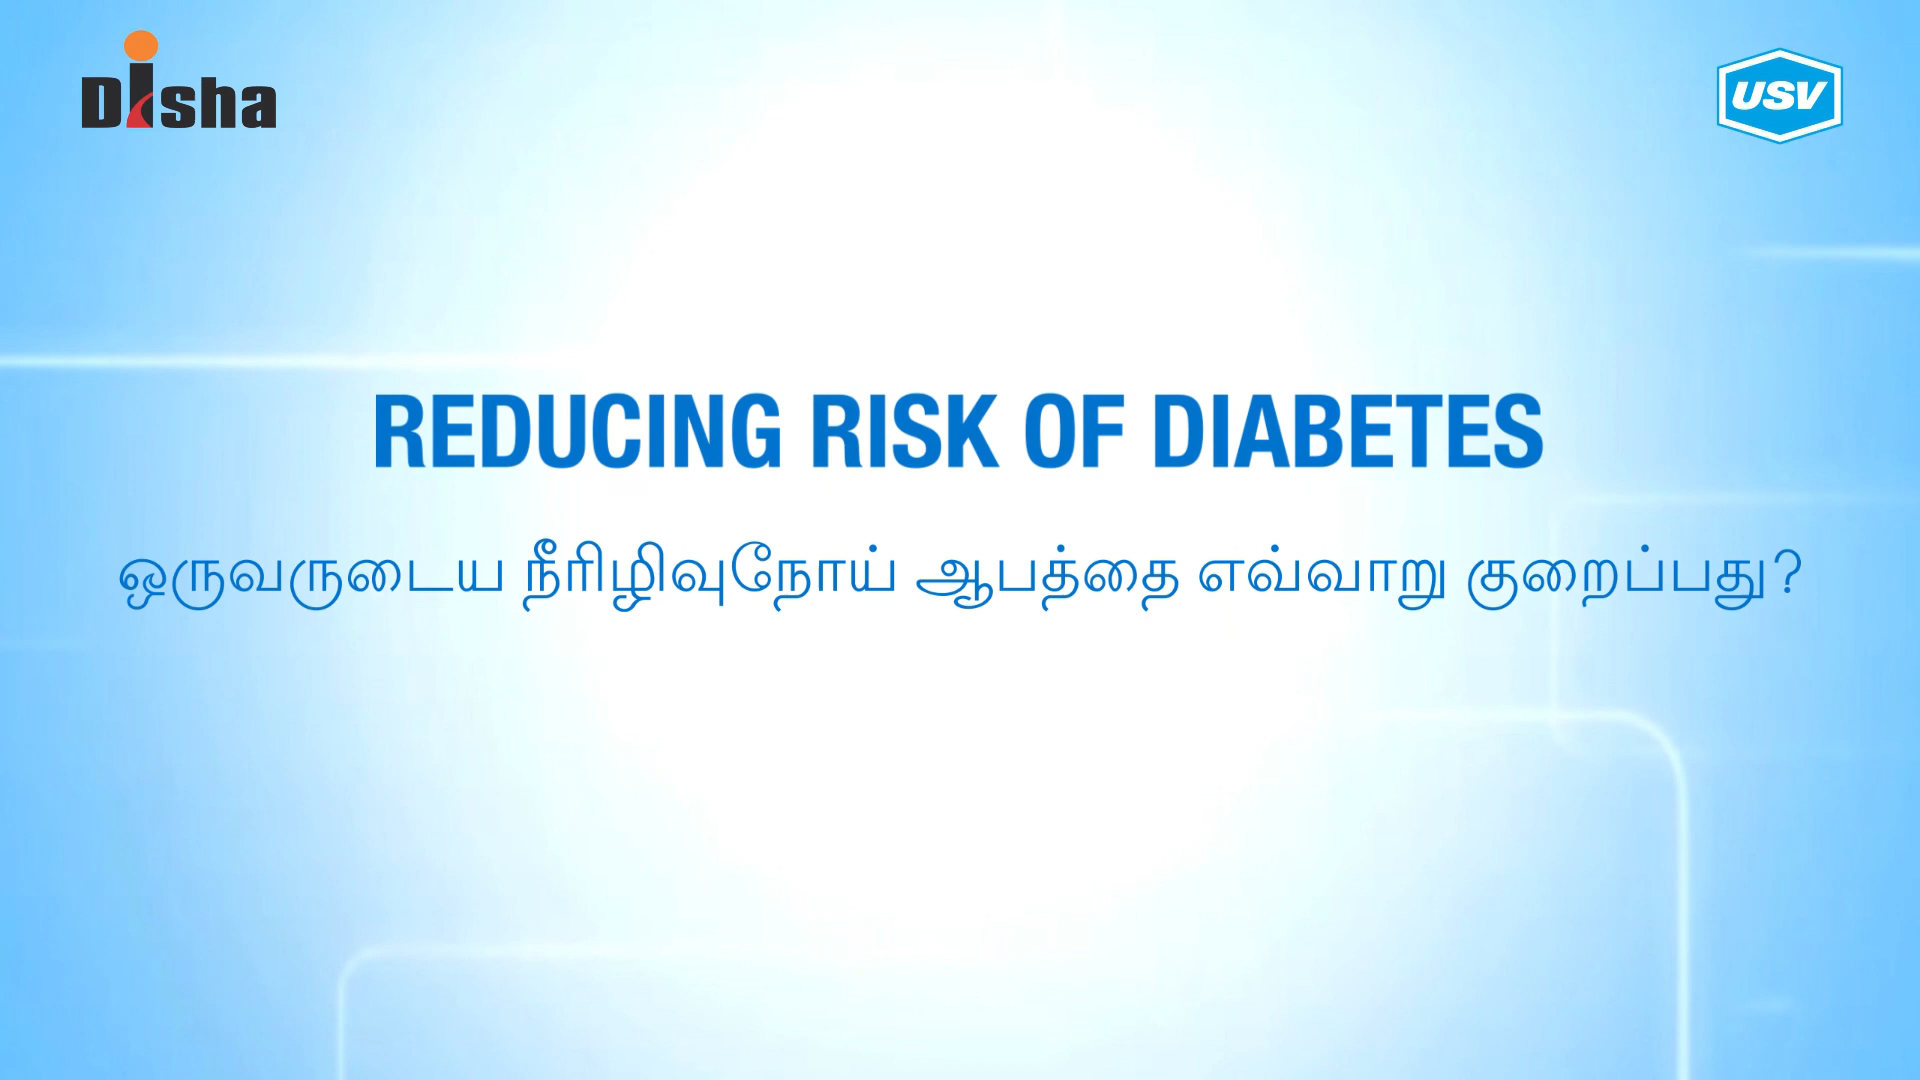 Disha
USV
REDUCING RISK OF DIABETES
ஒருவருடைய நீரிழிவுநோய் ஆபத்தை எவ்வாறு குறைப்பது?